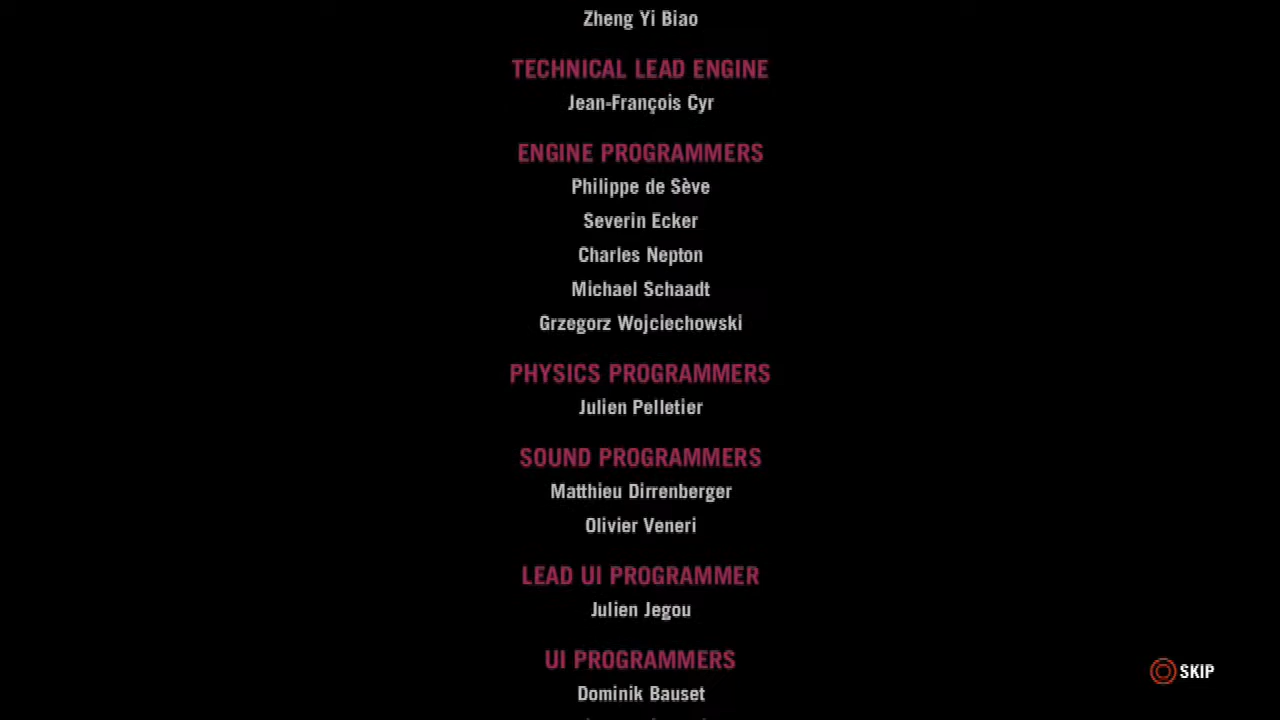 Zheng Yi Biao
TECHNICAL LEAD ENGINE
Jean-François Cyr
ENGINE PROGRAMMERS
Philippe de Sève
Severin Ecker
Charles Nepton
Michael Schaadt
Grzegorz Wojciechowski
PHYSICS PROGRAMMERS
Julien Pelletier
SOUND PROGRAMMERS
Matthieu Dirrenberger
Olivier Veneri
LEAD UI PROGRAMMER
Julien Jegou
UI PROGRAMMERS
Dominik Bauset
SKIP